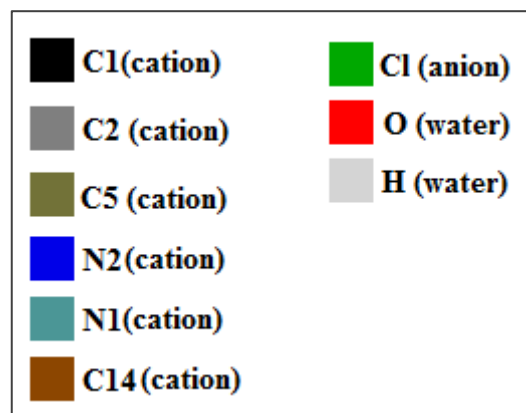 C1(cation)
C2 (cation)
C5 (cation)
N2 (cation)
N1(cation)
C14 (cation)
Cl (anion)
O (water)
H (water)